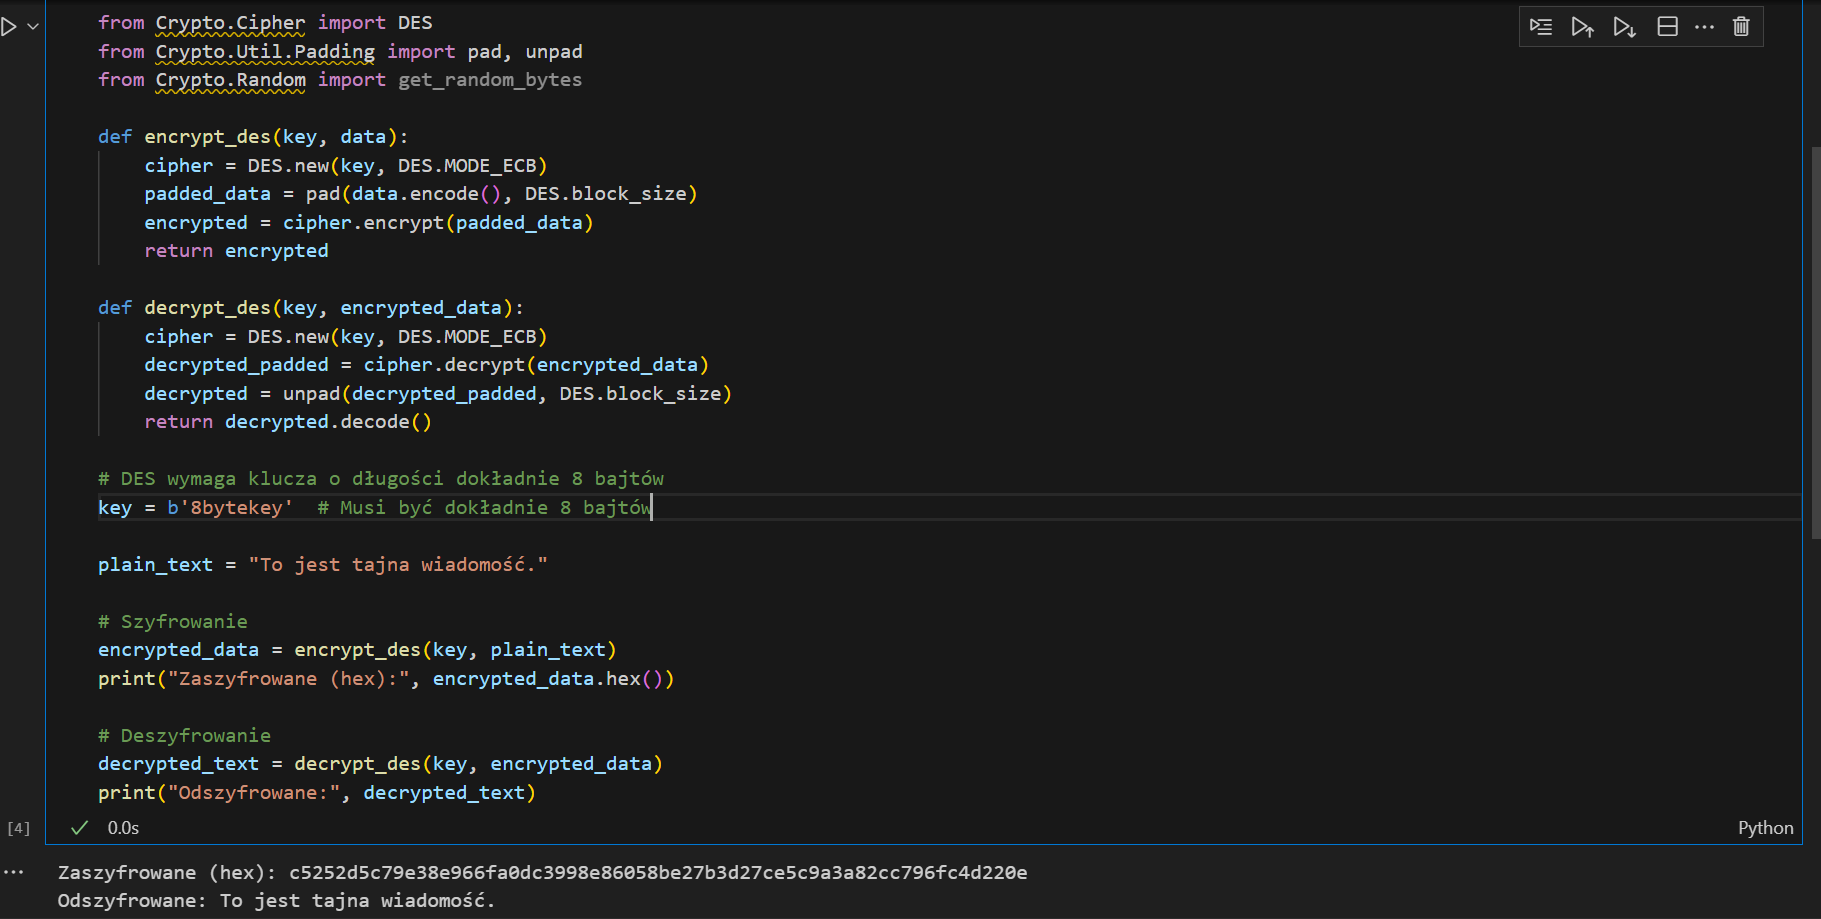 from Crypto.Cipher import DES
from Crypto.Util.Padding import pad, unpad
from Crypto.Random import get_random_bytes
def encrypt_des(key, data):
cipher = DES.new(key, DES.MODE_ECB)
padded_data = pad(data.encode(), DES.block_size)
encrypted = cipher.encrypt(padded_data)
return encrypted
def decrypt_des(key, encrypted_data):
cipher = DES.new(key, DES.MODE_ECB)
decrypted_padded = cipher.decrypt(encrypted_data)
decrypted = unpad(decrypted_padded, DES.block_size)
return decrypted.decode()
# DES wymaga klucza o długości dokładnie 8 bajtów
key = b'8bytekey'  # Musi być dokładnie 8 bajtów
plain_text = "To jest tajna wiadomość."
# Szyfrowanie
encrypted_data = encrypt_des(key, plain_text)
print("Zaszyfrowane (hex):", encrypted_data.hex())
# Deszyfrowanie
decrypted_text = decrypt_des(key, encrypted_data)
print("Odszyfrowane:", decrypted_text)
[4] 0.0s Python
Zaszyfrowane (hex): c5252d5c79e38e966fa0dc3998e86058be27b3d27ce5c9a3a82cc796fc4d220e
Odszyfrowane: To jest tajna wiadomość.